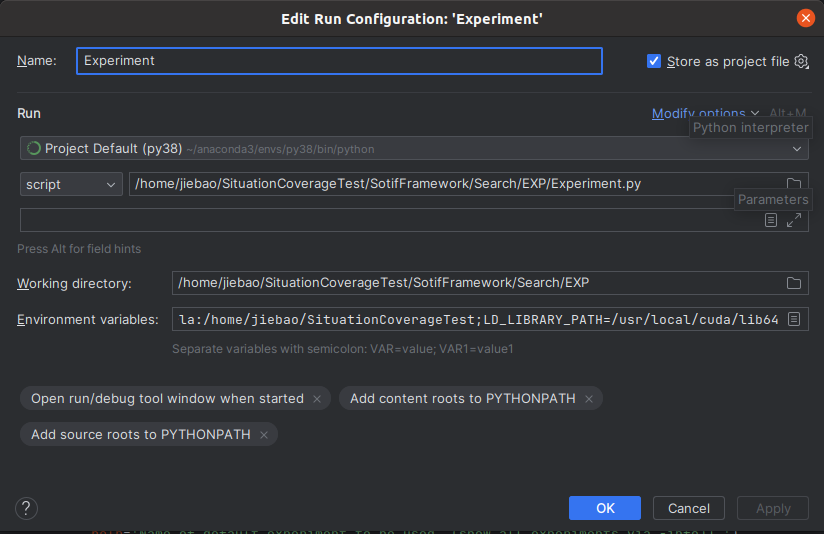 Edit Run Configuration: 'Experiment'
Name: Experiment Store as project file
Run Modify options Alt+M
Python interpreter
Project Default (py38) ~/anaconda3/envs/py38/bin/python
script /home/jiebao/SituationCoverageTest/SotifFramework/Search/EXP/Experiment.py
Parameters
Press Alt for field hints
Working directory: /home/jiebao/SituationCoverageTest/SotifFramework/Search/EXP
Environment variables: la:/home/jiebao/SituationCoverageTest;LD_LIBRARY_PATH=/usr/local/cuda/lib64
Separate variables with semicolon: VAR=value; VAR1=value1
Open run/debug tool window when started × Add content roots to PYTHONPATH ×
Add source roots to PYTHONPATH ×
? OK Cancel Apply